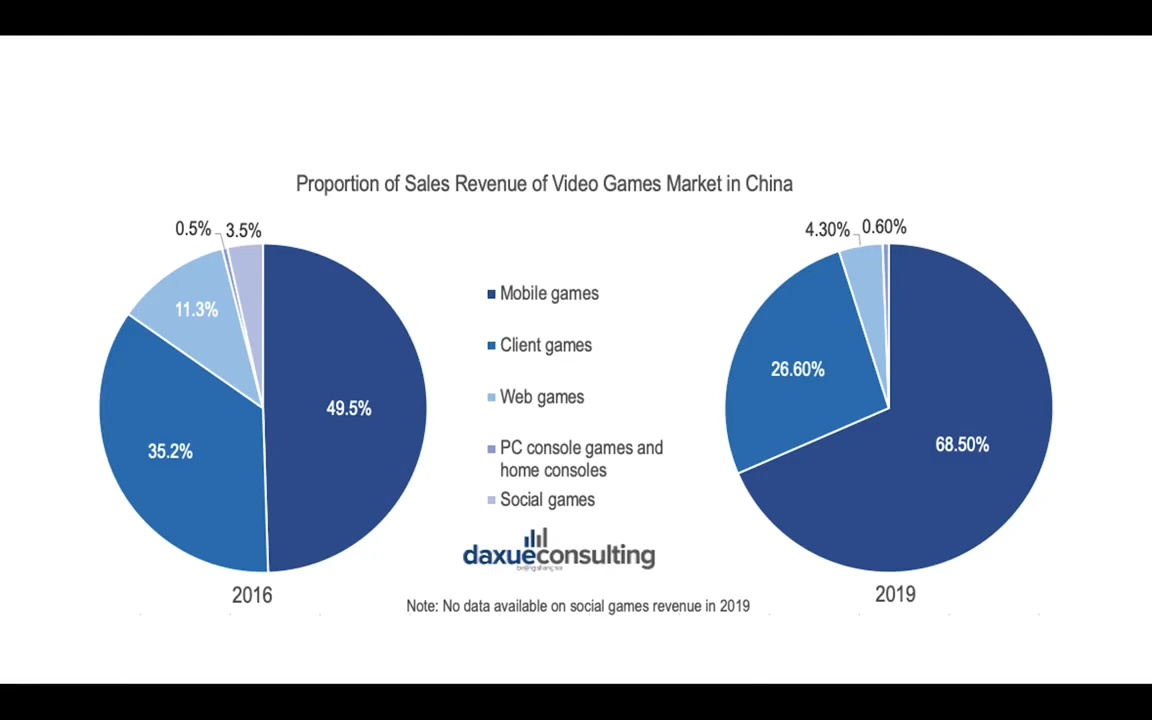 Proportion of Sales Revenue of Video Games Market in China
0.5%
3.5%
11.3%
49.5%
35.2%
2016
Mobile games
Client games
Web games
PC console games and
home consoles
Social games
daxueconsulting
4.30%
0.60%
26.60%
68.50%
2019
Note: No data available on social games revenue in 2019